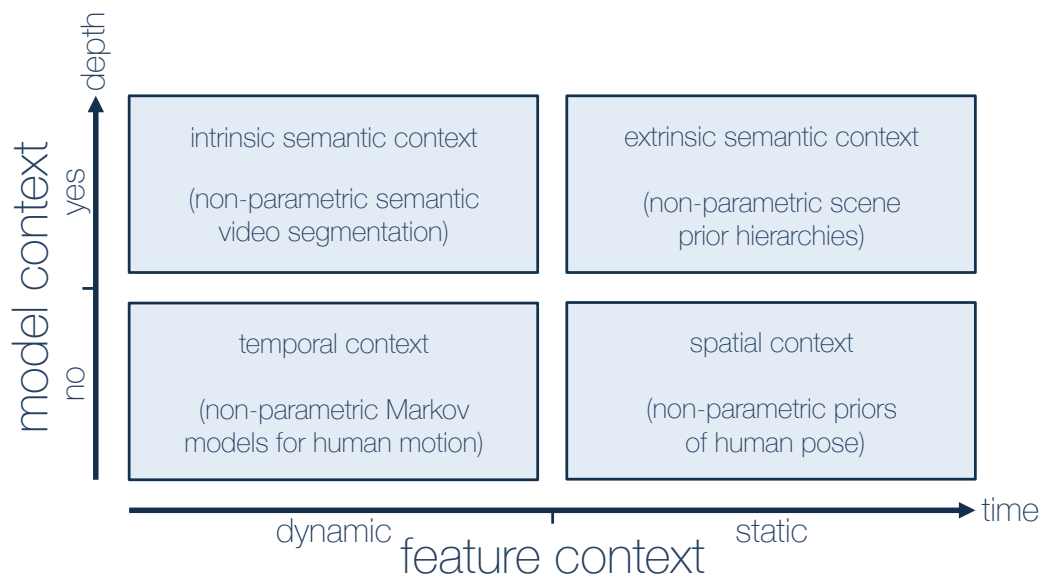 depth
model context
yes
no
intrinsic semantic context
(non-parametric semantic
video segmentation)
extrinsic semantic context
(non-parametric scene
prior hierarchies)
temporal context
(non-parametric Markov
models for human motion)
spatial context
(non-parametric priors
of human pose)
time
dynamic
static
feature context